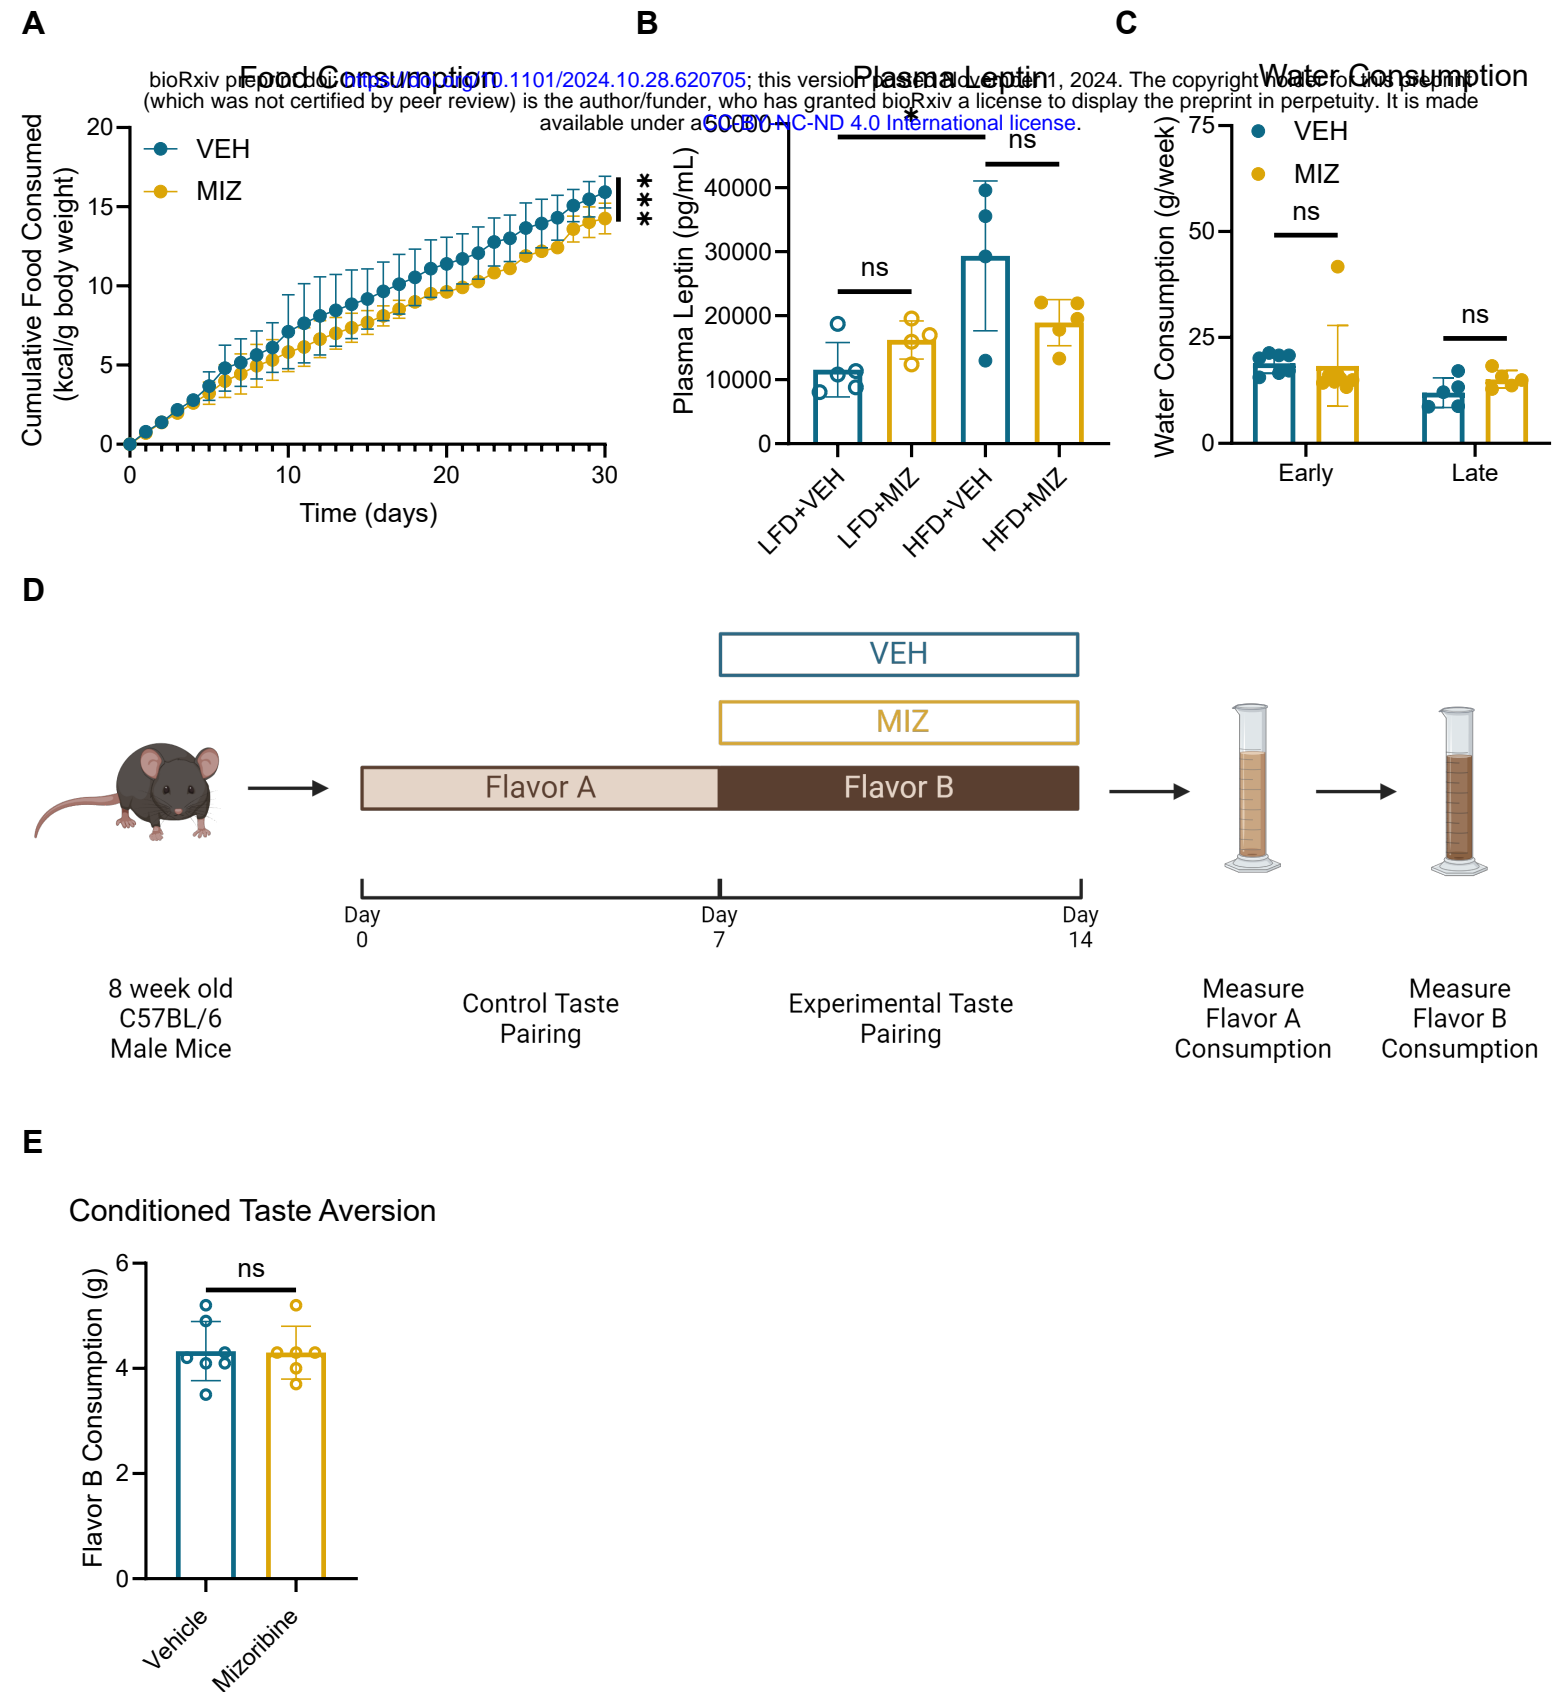 A
B
C
Food Consumption
Plasma Leptin
Water Consumption
bioRxiv preprint doi: https://doi.org/10.1101/2024.10.28.620705; this version posted November 1, 2024. The copyright holder for this preprint
(which was not certified by peer review) is the author/funder, who has granted bioRxiv a license to display the preprint in perpetuity. It is made
available under aCC-BY-NC-ND 4.0 International license.
Cumulative Food Consumed
(kcal/g body weight)
20
15
10
5
0
VEH
MIZ
***
0
10
20
30
Time (days)
Plasma Leptin (pg/mL)
50000
40000
30000
20000
10000
0
*
ns
ns
LFD+VEH
LFD+MIZ
HFD+VEH
HFD+MIZ
Water Consumption (g/week)
75
50
25
0
VEH
MIZ
ns
ns
Early
Late
D
VEH
MIZ
Flavor A
Flavor B
Day
0
Day
7
Day
14
8 week old
C57BL/6
Male Mice
Control Taste
Pairing
Experimental Taste
Pairing
Measure
Flavor A
Consumption
Measure
Flavor B
Consumption
E
Conditioned Taste Aversion
Flavor B Consumption (g)
6
4
2
0
ns
Vehicle
Mizoribine